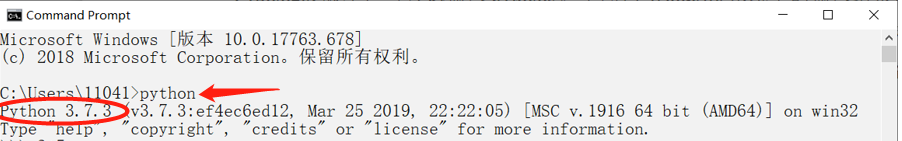 Command Prompt
Microsoft Windows [版本 10.0.17763.678]
(c) 2018 Microsoft Corporation。保留所有权利。
C:\Users\11041>python
Python 3.7.3 (v3.7.3:ef4ec6ed12, Mar 25 2019, 22:22:05) [MSC v.1916 64 bit (AMD64)] on win32
Type "help", "copyright", "credits" or "license" for more information.